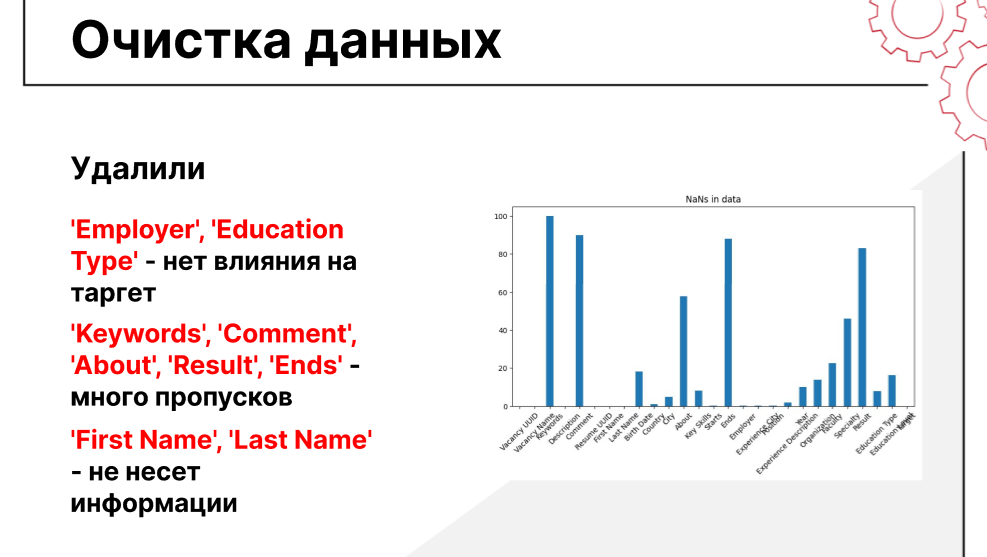 Очистка данных
Удалили
'Employer', 'Education
Type' - нет влияния на
таргет
'Keywords', 'Comment',
'About', 'Result', 'Ends' -
много пропусков
'First Name', 'Last Name'
- не несет
информации
NaNs in data
100
80
60
40
20
0
Vacancy UUID
Vacancy Name
Keywords
Description
Comment
Resume UUID
First Name
Last Name
Birth Date
Country
City
About
Key Skills
Starts
Ends
Employer
Experience City
Position
Experience Description
Year
Organization
Faculty
Specialty
Result
Education Type
Education Level